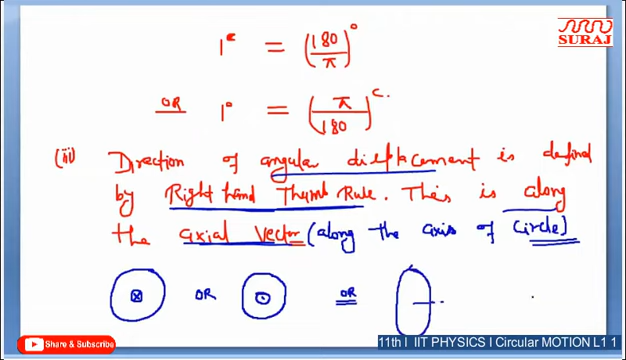 SURAJ
1ᶜ = (180/π)°
OR 1° = (π/180)ᶜ.
(iii) Direction of angular displacement is defined
by Right hand Thumb Rule. This is along
the axial vector (along the axis of circle)
OR OR
Share & Subscribe
11th I IIT PHYSICS I Circular MOTION L1 1